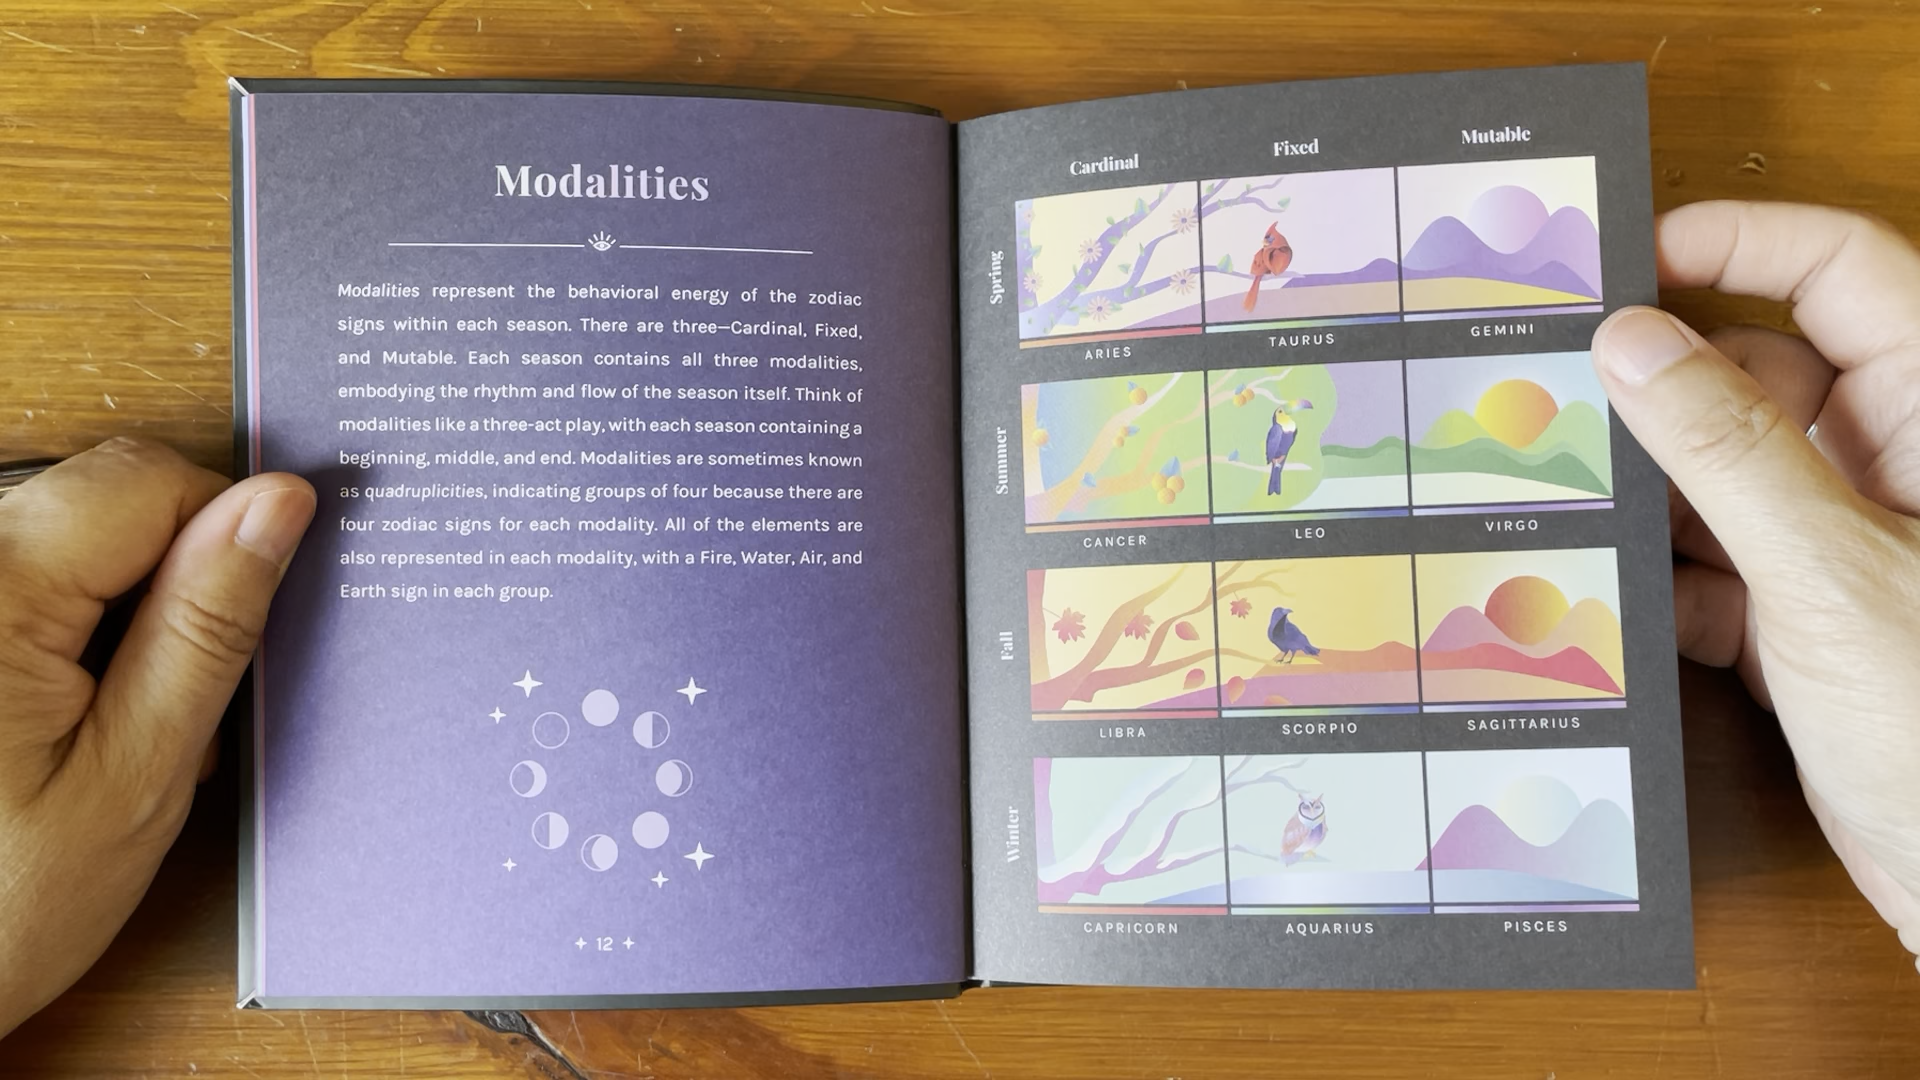 Modalities
Modalities represent the behavioral energy of the zodiac
signs within each season. There are three—Cardinal, Fixed,
and Mutable. Each season contains all three modalities,
embodying the rhythm and flow of the season itself. Think of
modalities like a three-act play, with each season containing a
beginning, middle, and end. Modalities are sometimes known
as quadruplicities, indicating groups of four because there are
four zodiac signs for each modality. All of the elements are
also represented in each modality, with a Fire, Water, Air, and
Earth sign in each group.
12
Cardinal Fixed Mutable
Spring
ARIES TAURUS GEMINI
Summer
CANCER LEO VIRGO
Fall
LIBRA SCORPIO SAGITTARIUS
Winter
CAPRICORN AQUARIUS PISCES